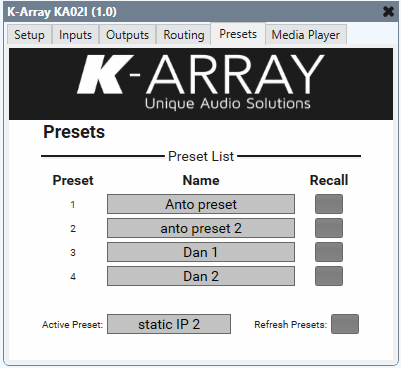 K-Array KA02I (1.0)
Setup Inputs Outputs Routing Presets Media Player
K-ARRAY
Unique Audio Solutions
Presets
Preset List
Preset Name Recall
1 Anto preset
2 anto preset 2
3 Dan 1
4 Dan 2
Active Preset: static IP 2 Refresh Presets: